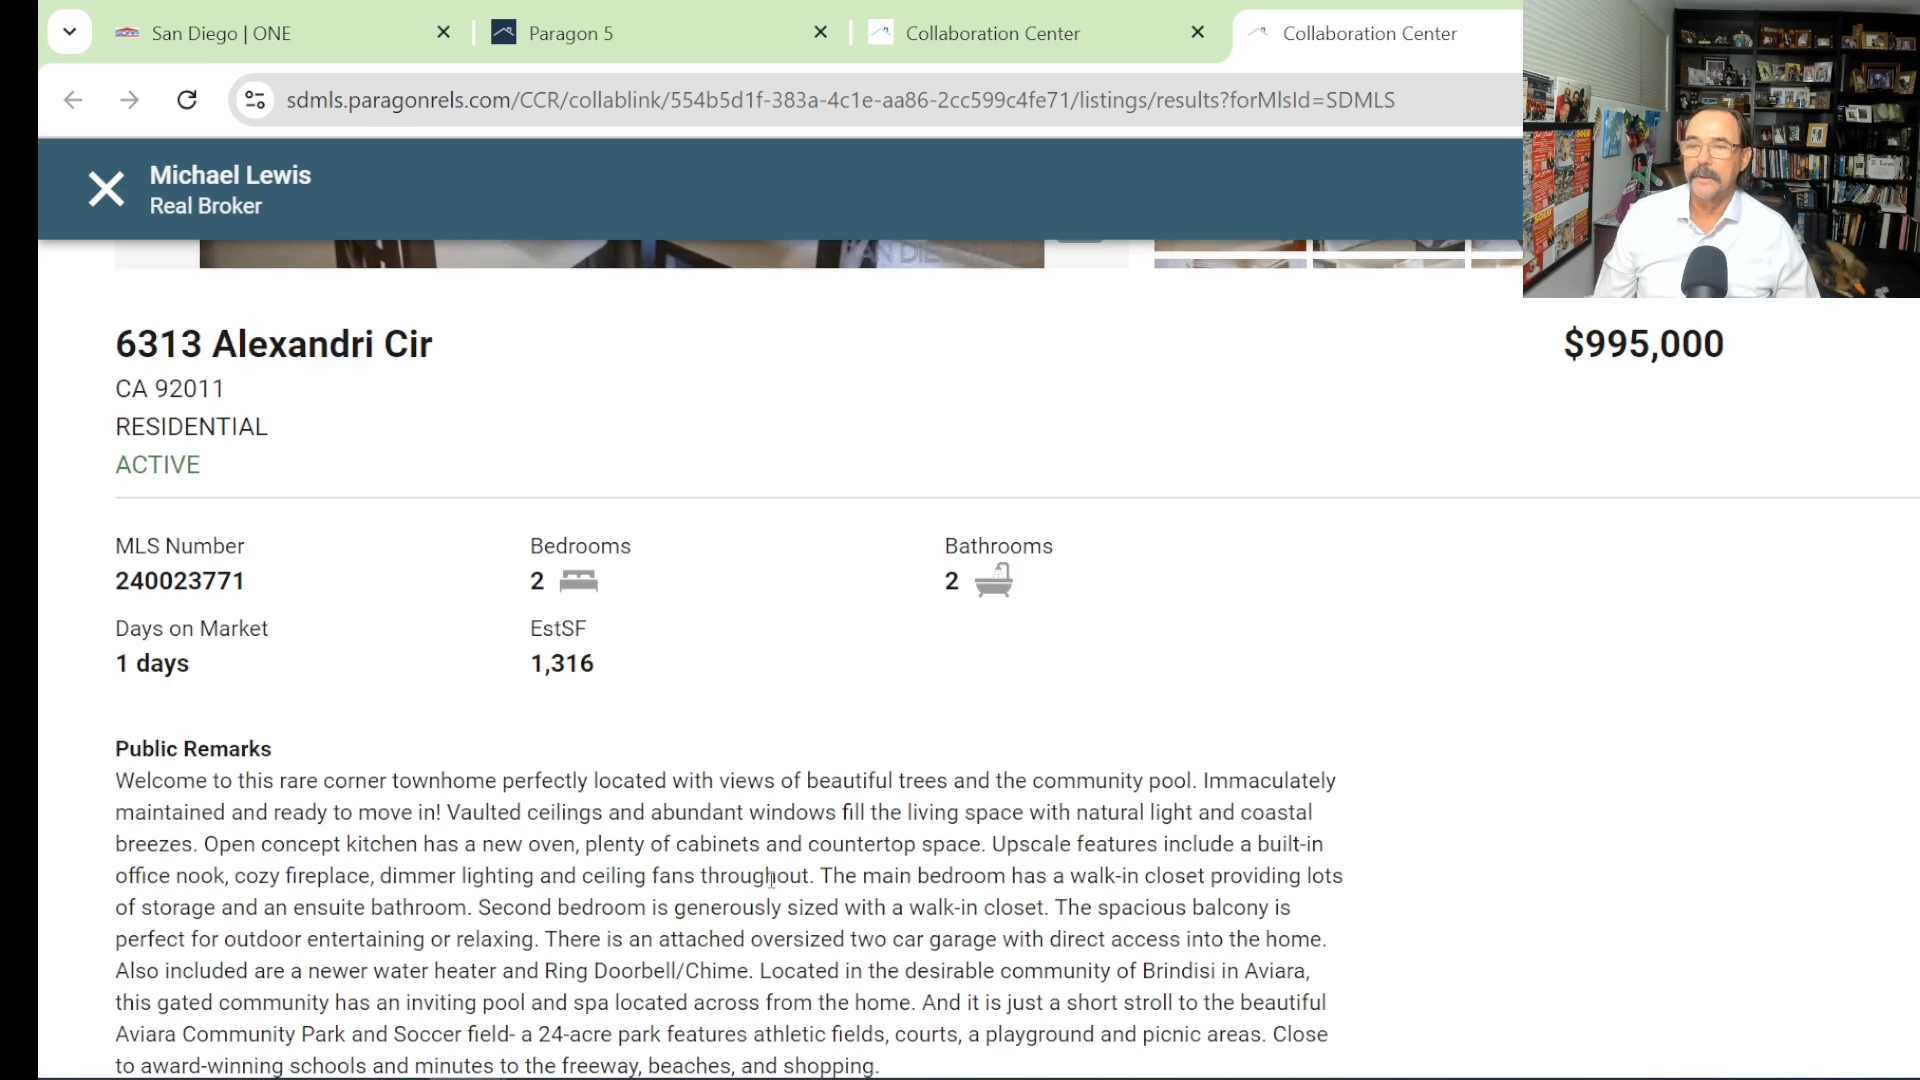 San Diego | ONE
Paragon 5
Collaboration Center
Collaboration Center
sdmls.paragonrels.com/CCR/collablink/554b5d1f-383a-4c1e-aa86-2cc599c4fe71/listings/results?forMlsId=SDMLS
Michael Lewis
Real Broker
6313 Alexandri Cir
$995,000
CA 92011
RESIDENTIAL
ACTIVE
MLS Number
Bedrooms
Bathrooms
240023771
2
2
Days on Market
EstSF
1 days
1,316
Public Remarks
Welcome to this rare corner townhome perfectly located with views of beautiful trees and the community pool. Immaculately
maintained and ready to move in! Vaulted ceilings and abundant windows fill the living space with natural light and coastal
breezes. Open concept kitchen has a new oven, plenty of cabinets and countertop space. Upscale features include a built-in
office nook, cozy fireplace, dimmer lighting and ceiling fans throughout. The main bedroom has a walk-in closet providing lots
of storage and an ensuite bathroom. Second bedroom is generously sized with a walk-in closet. The spacious balcony is
perfect for outdoor entertaining or relaxing. There is an attached oversized two car garage with direct access into the home.
Also included are a newer water heater and Ring Doorbell/Chime. Located in the desirable community of Brindisi in Aviara,
this gated community has an inviting pool and spa located across from the home. And it is just a short stroll to the beautiful
Aviara Community Park and Soccer field- a 24-acre park features athletic fields, courts, a playground and picnic areas. Close
to award-winning schools and minutes to the freeway, beaches, and shopping.